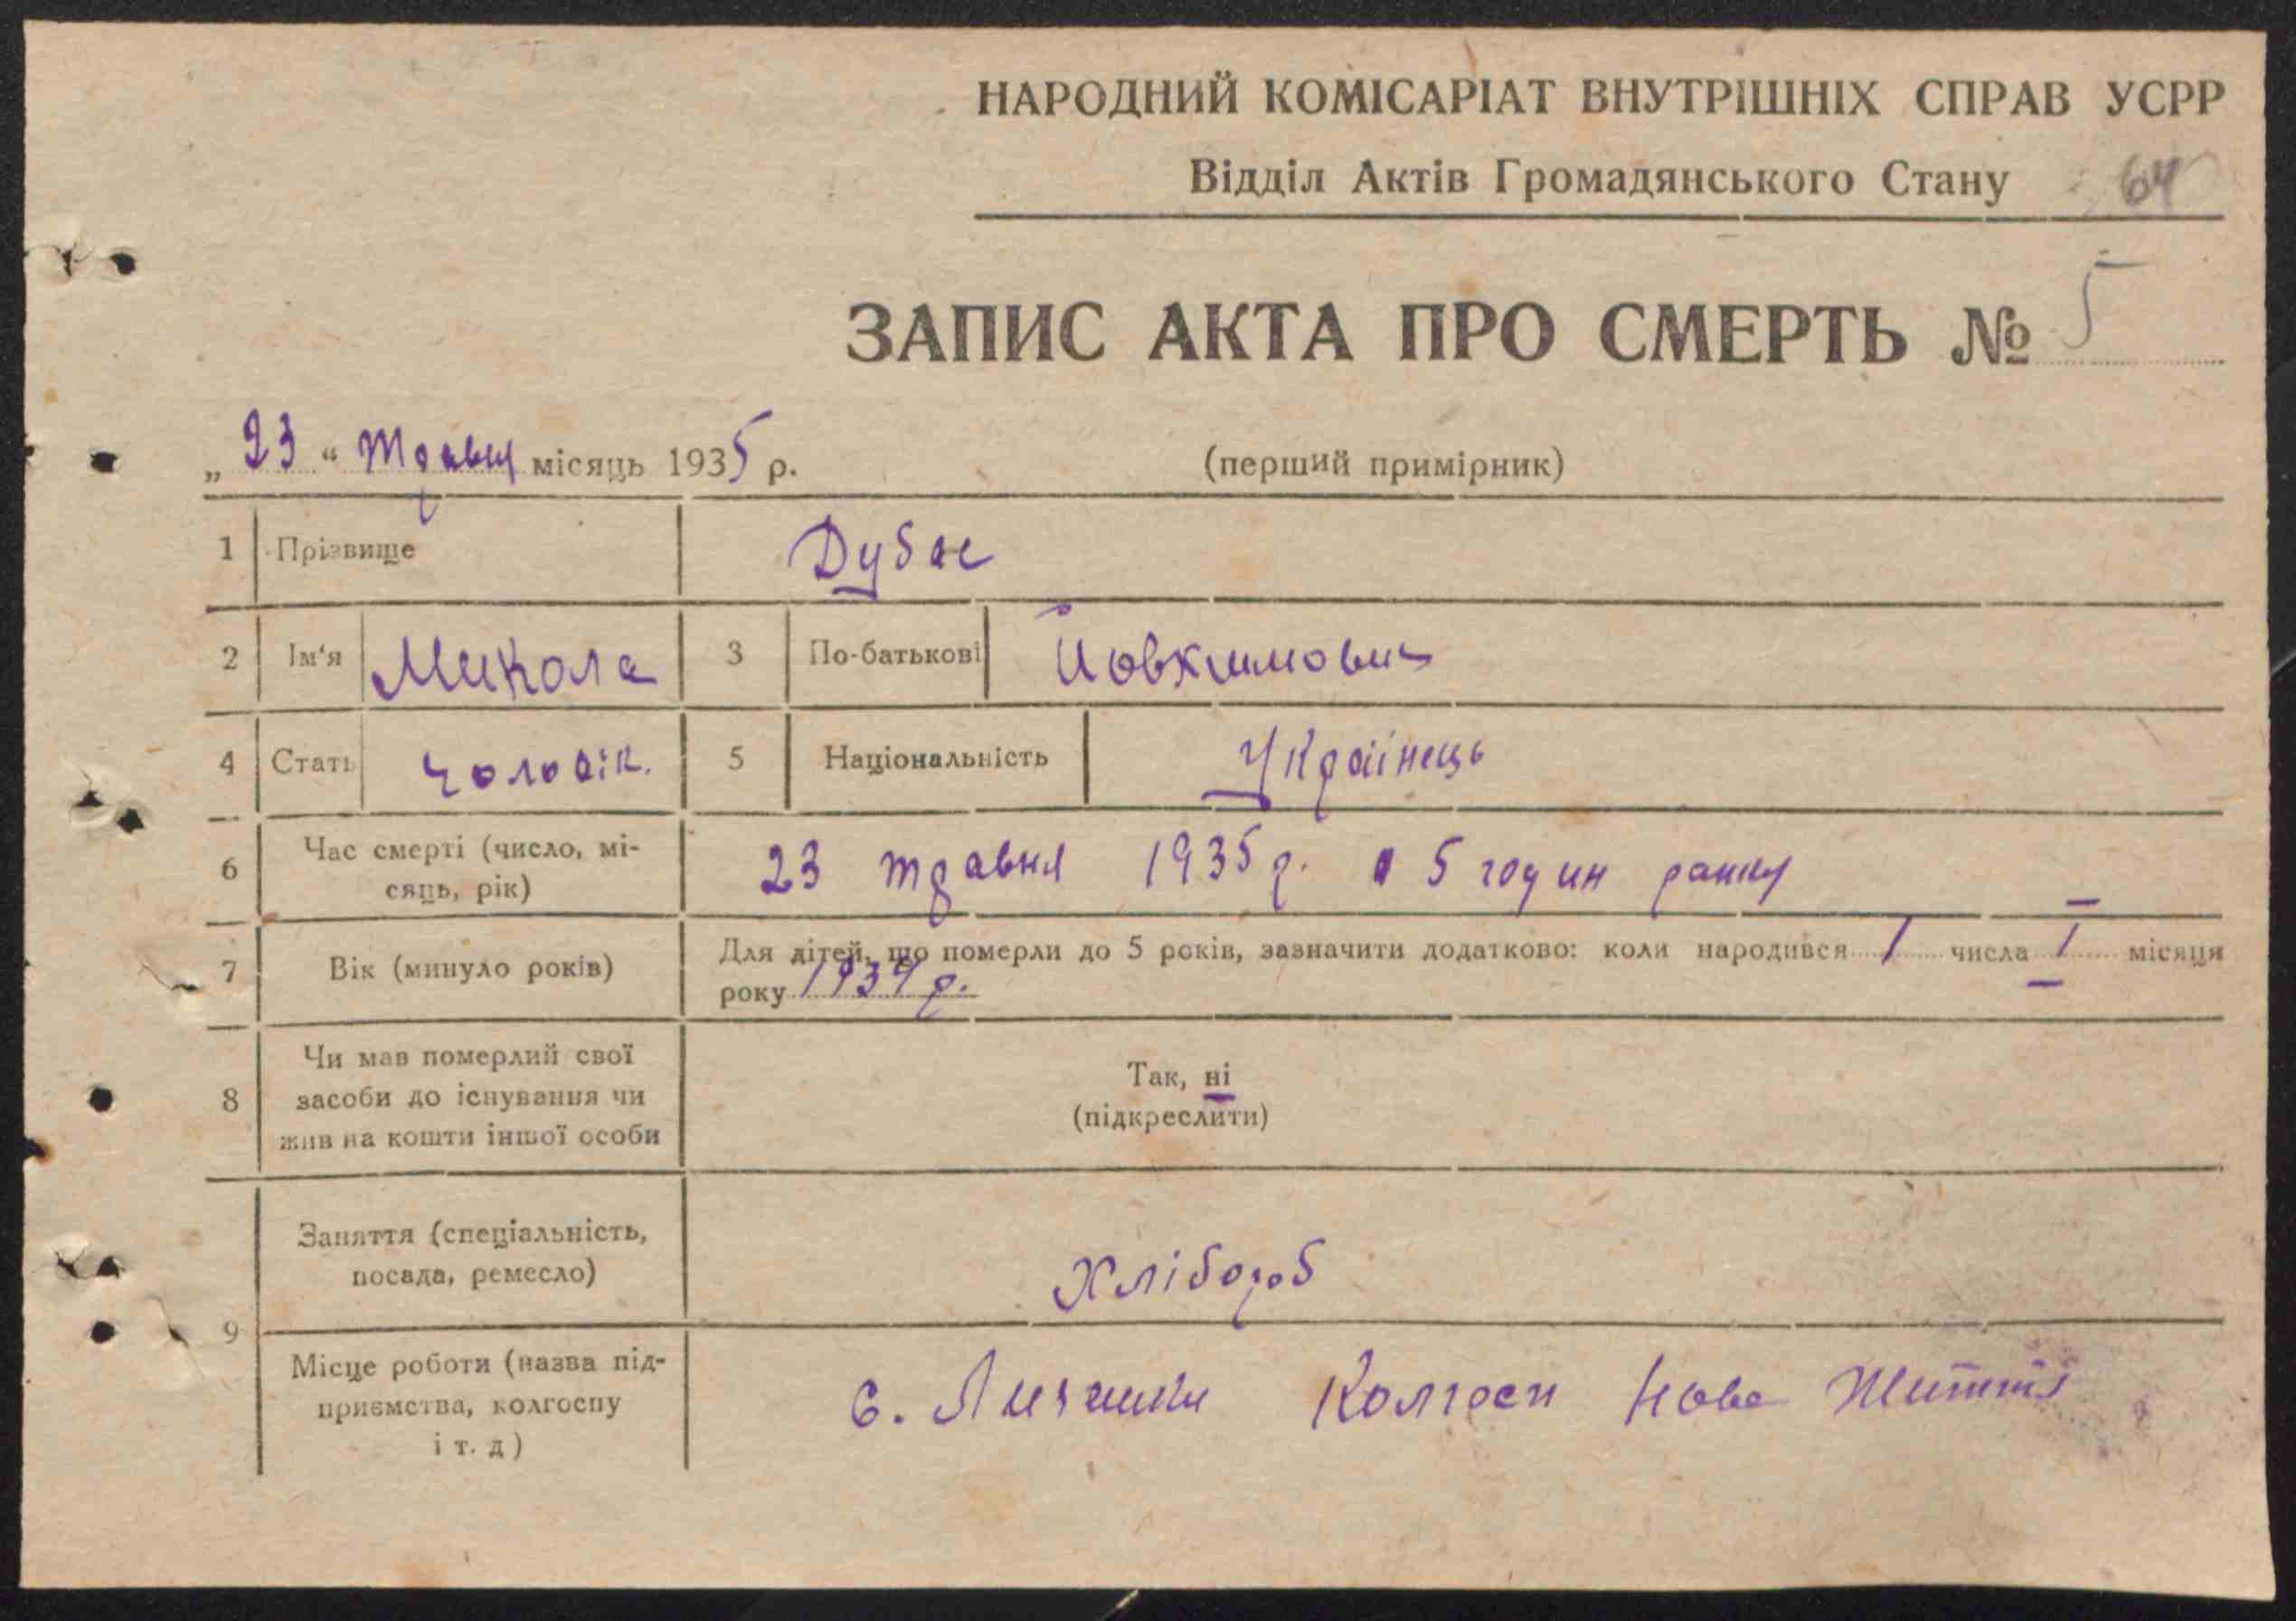 НАРОДНИЙ КОМІСАРІАТ ВНУТРІШНІХ СПРАВ УСРР
Відділ Актів Громадянського Стану 64
ЗАПИС АКТА ПРО СМЕРТЬ № 5
„ 23 “ Травня місяць 1935 р. (перший примірник)
1 Прізвище Дубас
2 Ім'я Микола 3 По-батькові Йовхимович
4 Стать чоловік. 5 Національність Українець
6 Час смерті (число, мі-
сяць, рік) 23 травня 1935 р. 5 годин ранку
7 Вік (минуло років) Для дітей, що померли до 5 років, зазначити додатково: коли народився 1 числа I місяця
року 1934 р.
8 Чи мав померлий свої
засоби до існування чи
жив на кошти іншої особи
Так, ні
(підкреслити)
9 Заняття (спеціальність,
посада, ремесло) Хлібороб
Місце роботи (назва під-
приємства, колгоспу
і т. д) с. Колгосп Нове Життя